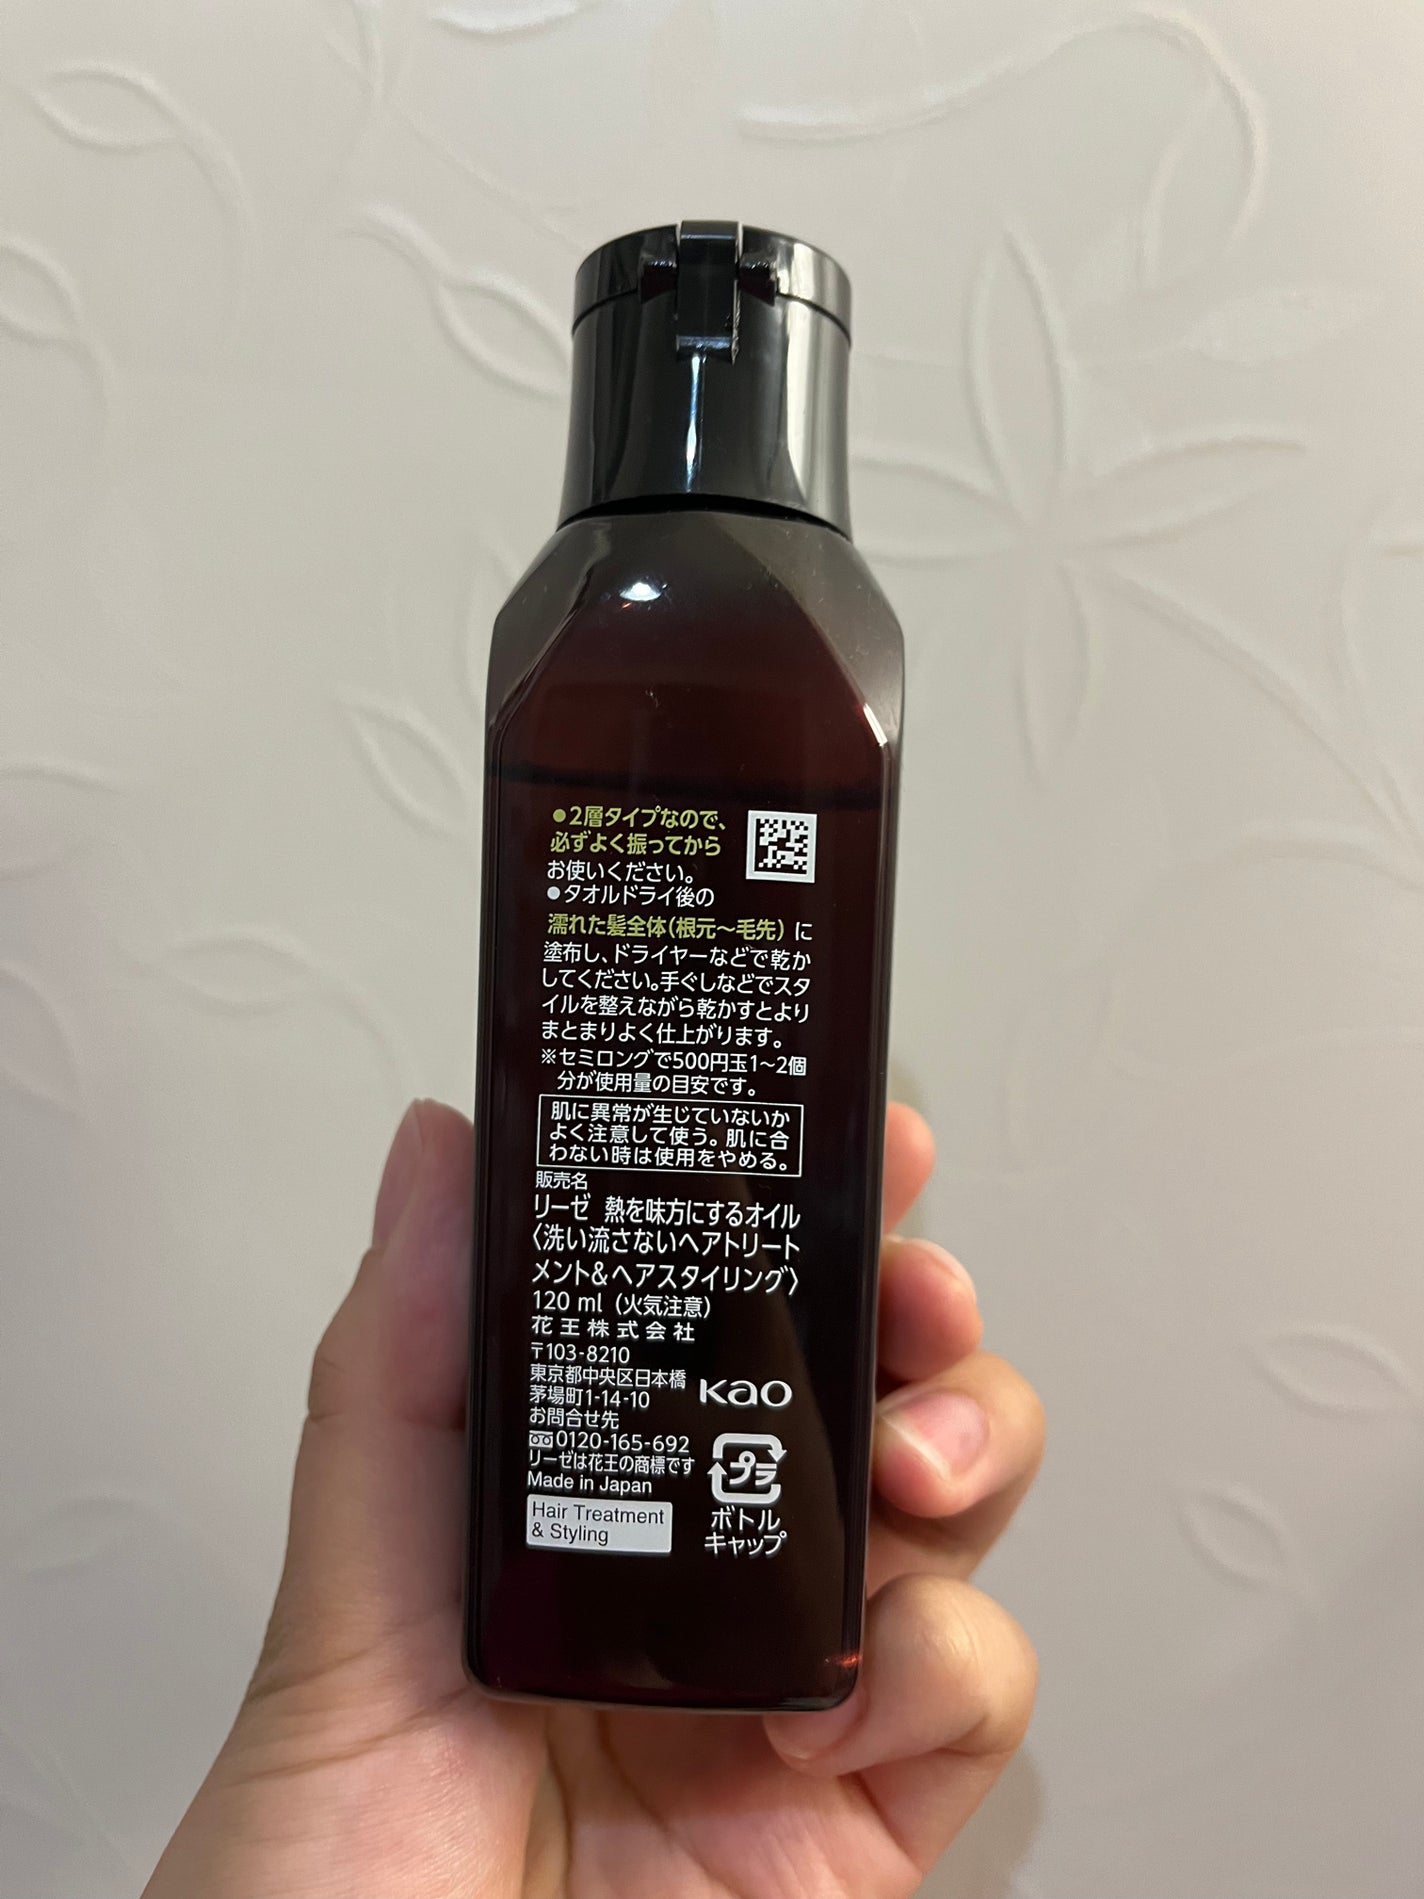 ●2層タイプなので、
必ずよく振ってから
お使いください。
●タオルドライ後の
濡れた髪全体(根元～毛先)に
塗布し、ドライヤーなどで乾か
してください。手ぐしなどでスタ
イルを整えながら乾かすとより
まとまりよく仕上がります。
※セミロングで500円玉1～2個
分が使用量の目安です。
肌に異常が生じていないか
よく注意して使う。肌に合
わない時は使用をやめる。
販売名
リーゼ 熱を味方にするオイル
〈洗い流さないヘアトリート
メント&ヘアスタイリング〉
120 ml (火気注意)
花王株式会社
〒103-8210
東京都中央区日本橋
茅場町1-14-10
お問合せ先
0120-165-692
リーゼは花王の商標です
Made in Japan
Hair Treatment
& Styling
Kao
プラ
ボトル
キャップ